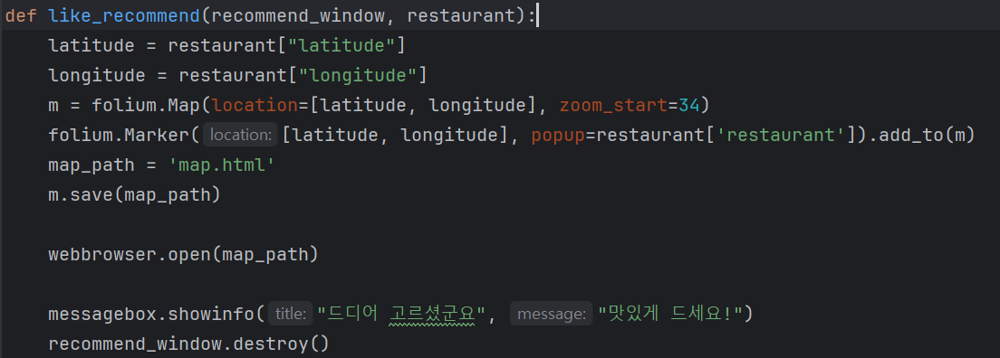 def like_recommend(recommend_window, restaurant):
    latitude = restaurant["latitude"]
    longitude = restaurant["longitude"]
    m = folium.Map(location=[latitude, longitude], zoom_start=34)
    folium.Marker( location: [latitude, longitude], popup=restaurant['restaurant']).add_to(m)
    map_path = 'map.html'
    m.save(map_path)
    webbrowser.open(map_path)
    messagebox.showinfo( title: "드디어 고르셨군요", message: "맛있게 드세요!")
    recommend_window.destroy()